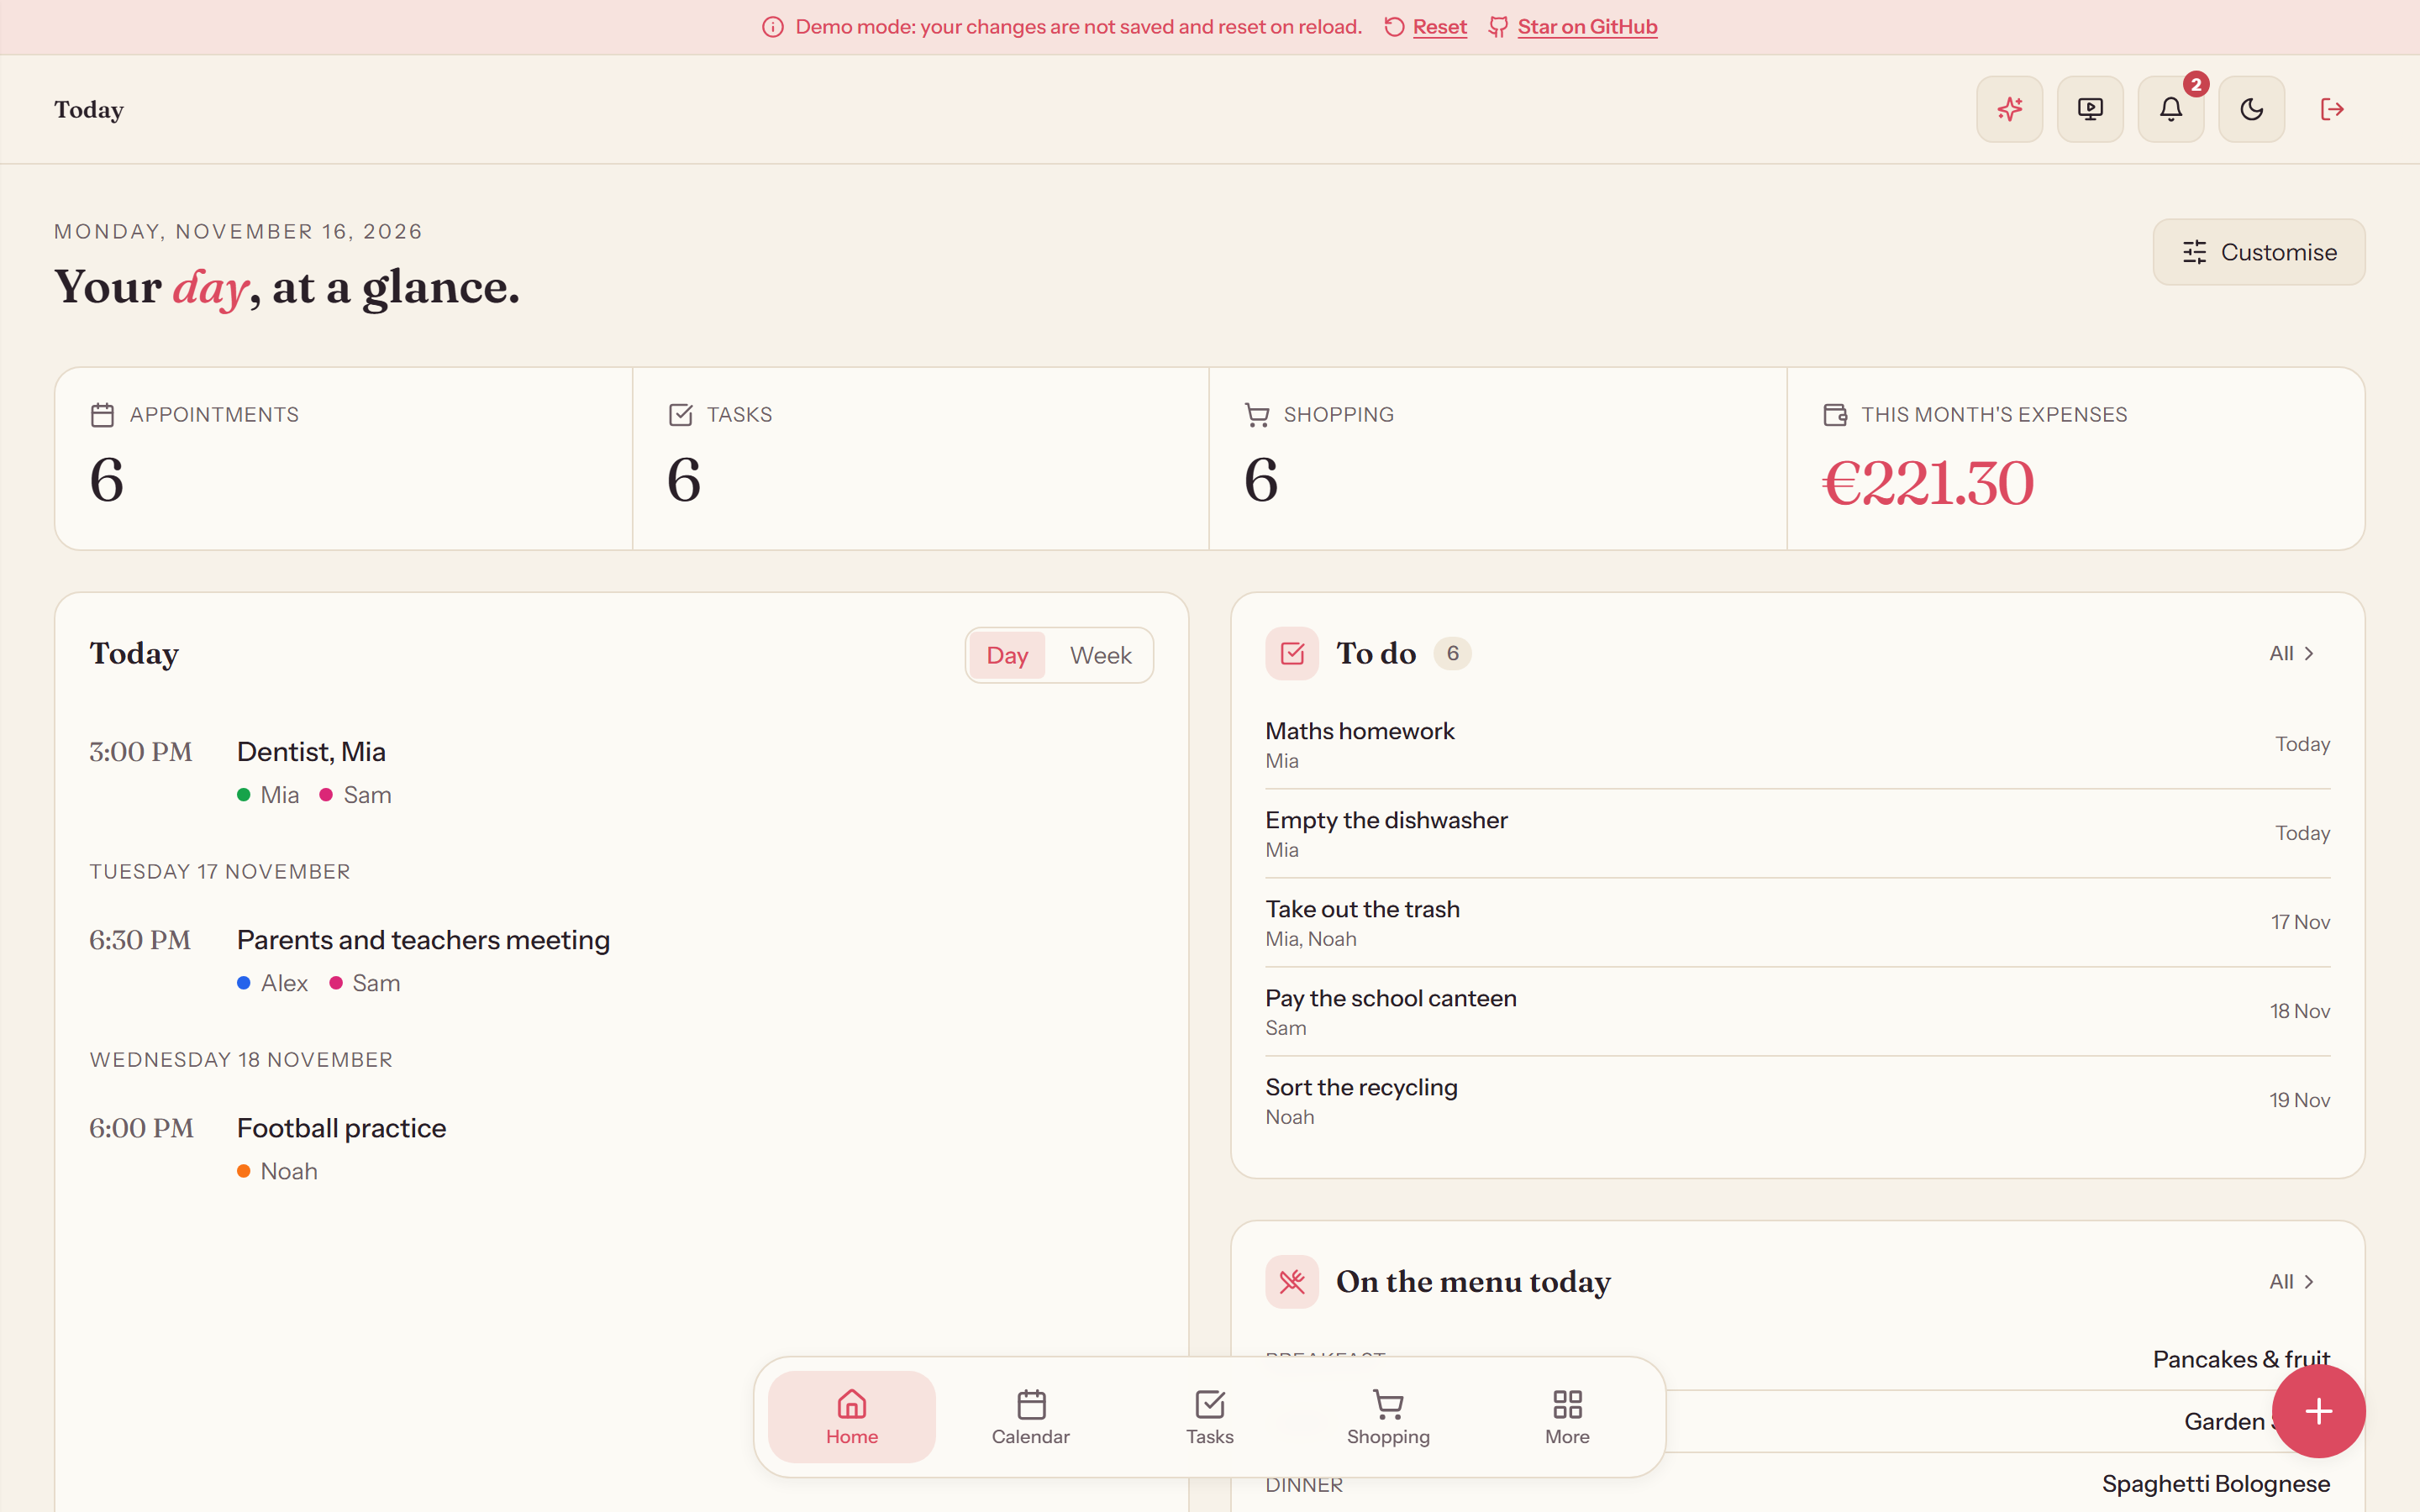 Demo mode: your changes are not saved and reset on reload. Reset Star on GitHub
Today
2
MONDAY, NOVEMBER 16, 2026
Your day, at a glance.
Customise
APPOINTMENTS
6
TASKS
6
SHOPPING
6
THIS MONTH'S EXPENSES
€221.30
Today
Day Week
3:00 PM Dentist, Mia
Mia Sam
TUESDAY 17 NOVEMBER
6:30 PM Parents and teachers meeting
Alex Sam
WEDNESDAY 18 NOVEMBER
6:00 PM Football practice
Noah
To do 6 All
Maths homework
Mia
Today
Empty the dishwasher
Mia
Today
Take out the trash
Mia, Noah
17 Nov
Pay the school canteen
Sam
18 Nov
Sort the recycling
Noah
19 Nov
On the menu today All
Pancakes & fruit
Garden
DINNER Spaghetti Bolognese
Home
Calendar
Tasks
Shopping
More